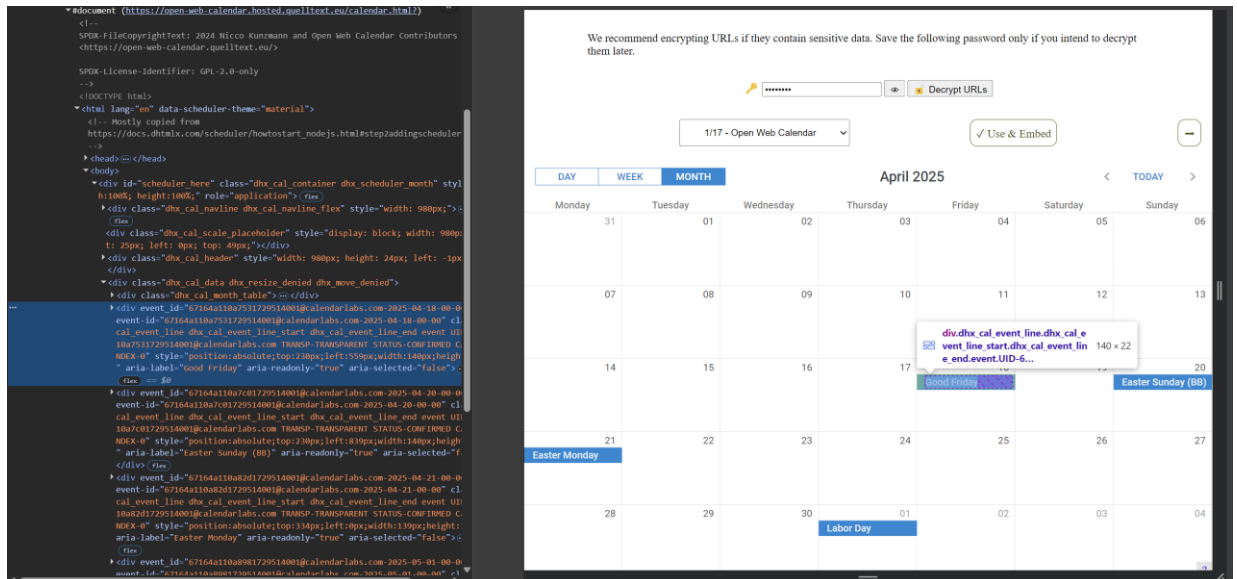 #document (https://open-web-calendar.hosted.quelltext.eu/calendar.html?)
<!--
SPDX-FileCopyrightText: 2024 Nicco Kunzmann and Open Web Calendar Contributors
<https://open-web-calendar.quelltext.eu/>
SPDX-License-Identifier: GPL-2.0-only
-->
<!DOCTYPE html>
<html lang="en" data-scheduler-theme="material">
<!-- Mostly copied from
https://docs.dhtmlx.com/scheduler/howtostart_nodejs.html#step2addingscheduler
-->
<head> </head>
<body>
<div id="scheduler_here" class="dhx_cal_container dhx_scheduler_month" styl
h:100%; height:100%;" role="application"> flex
<div class="dhx_cal_navline dhx_cal_navline_flex" style="width: 980px;">
flex
<div class="dhx_cal_scale_placeholder" style="display: block; width: 980p
t: 25px; left: 0px; top: 49px;"></div>
<div class="dhx_cal_header" style="width: 980px; height: 24px; left: -1px
</div>
<div class="dhx_cal_data dhx_resize_denied dhx_move_denied">
<div class="dhx_cal_month_table"> </div>
<div event_id="67164a110a7531729514001@calendarlabs.com-2025-04-18-00-0
event-id="67164a110a7531729514001@calendarlabs.com-2025-04-18-00-00" cl
cal_event_line dhx_cal_event_line_start dhx_cal_event_line_end event UID
10a7531729514001@calendarlabs.com TRANSP-TRANSPARENT STATUS-CONFIRMED CA
NDEX-0" style="position:absolute;top:230px;left:559px;width:140px;heigh
" aria-label="Good Friday" aria-readonly="true" aria-selected="false">
flex == $0
<div event_id="67164a110a7c01729514001@calendarlabs.com-2025-04-20-00-0
event-id="67164a110a7c01729514001@calendarlabs.com-2025-04-20-00-00" cl
cal_event_line dhx_cal_event_line_start dhx_cal_event_line_end event UI
10a7c01729514001@calendarlabs.com TRANSP-TRANSPARENT STATUS-CONFIRMED C
NDEX-0" style="position:absolute;top:230px;left:839px;width:140px;heigh
" aria-label="Easter Sunday (BB)" aria-readonly="true" aria-selected="f
</div> flex
<div event_id="67164a110a82d1729514001@calendarlabs.com-2025-04-21-00-0
event-id="67164a110a82d1729514001@calendarlabs.com-2025-04-21-00-00" cl
cal_event_line dhx_cal_event_line_start dhx_cal_event_line_end event UI
10a82d1729514001@calendarlabs.com TRANSP-TRANSPARENT STATUS-CONFIRMED C
NDEX-0" style="position:absolute;top:334px;left:0px;width:139px;height:
aria-label="Easter Monday" aria-readonly="true" aria-selected="false">
flex
<div event_id="67164a110a8981729514001@calendarlabs.com-2025-05-01-00-0
event-id="67164a110a8981729514001@calendarlabs.com-2025-05-01-00-00" cl
We recommend encrypting URLs if they contain sensitive data. Save the following password only if you intend to decrypt
them later.
Decrypt URLs
1/17 - Open Web Calendar
✓ Use & Embed
DAY WEEK MONTH April 2025 < TODAY >
Monday Tuesday Wednesday Thursday Friday Saturday Sunday
31 01 02 03 04 05 06
07 08 09 10 11 12 13
div.dhx_cal_event_line.dhx_cal_e
vent_line_start.dhx_cal_event_lin 140 × 22
e_end.event.UID-6...
14 15 16 17 18 19 20
Good Friday Easter Sunday (BB)
21 22 23 24 25 26 27
Easter Monday
28 29 30 01 02 03 04
Labor Day